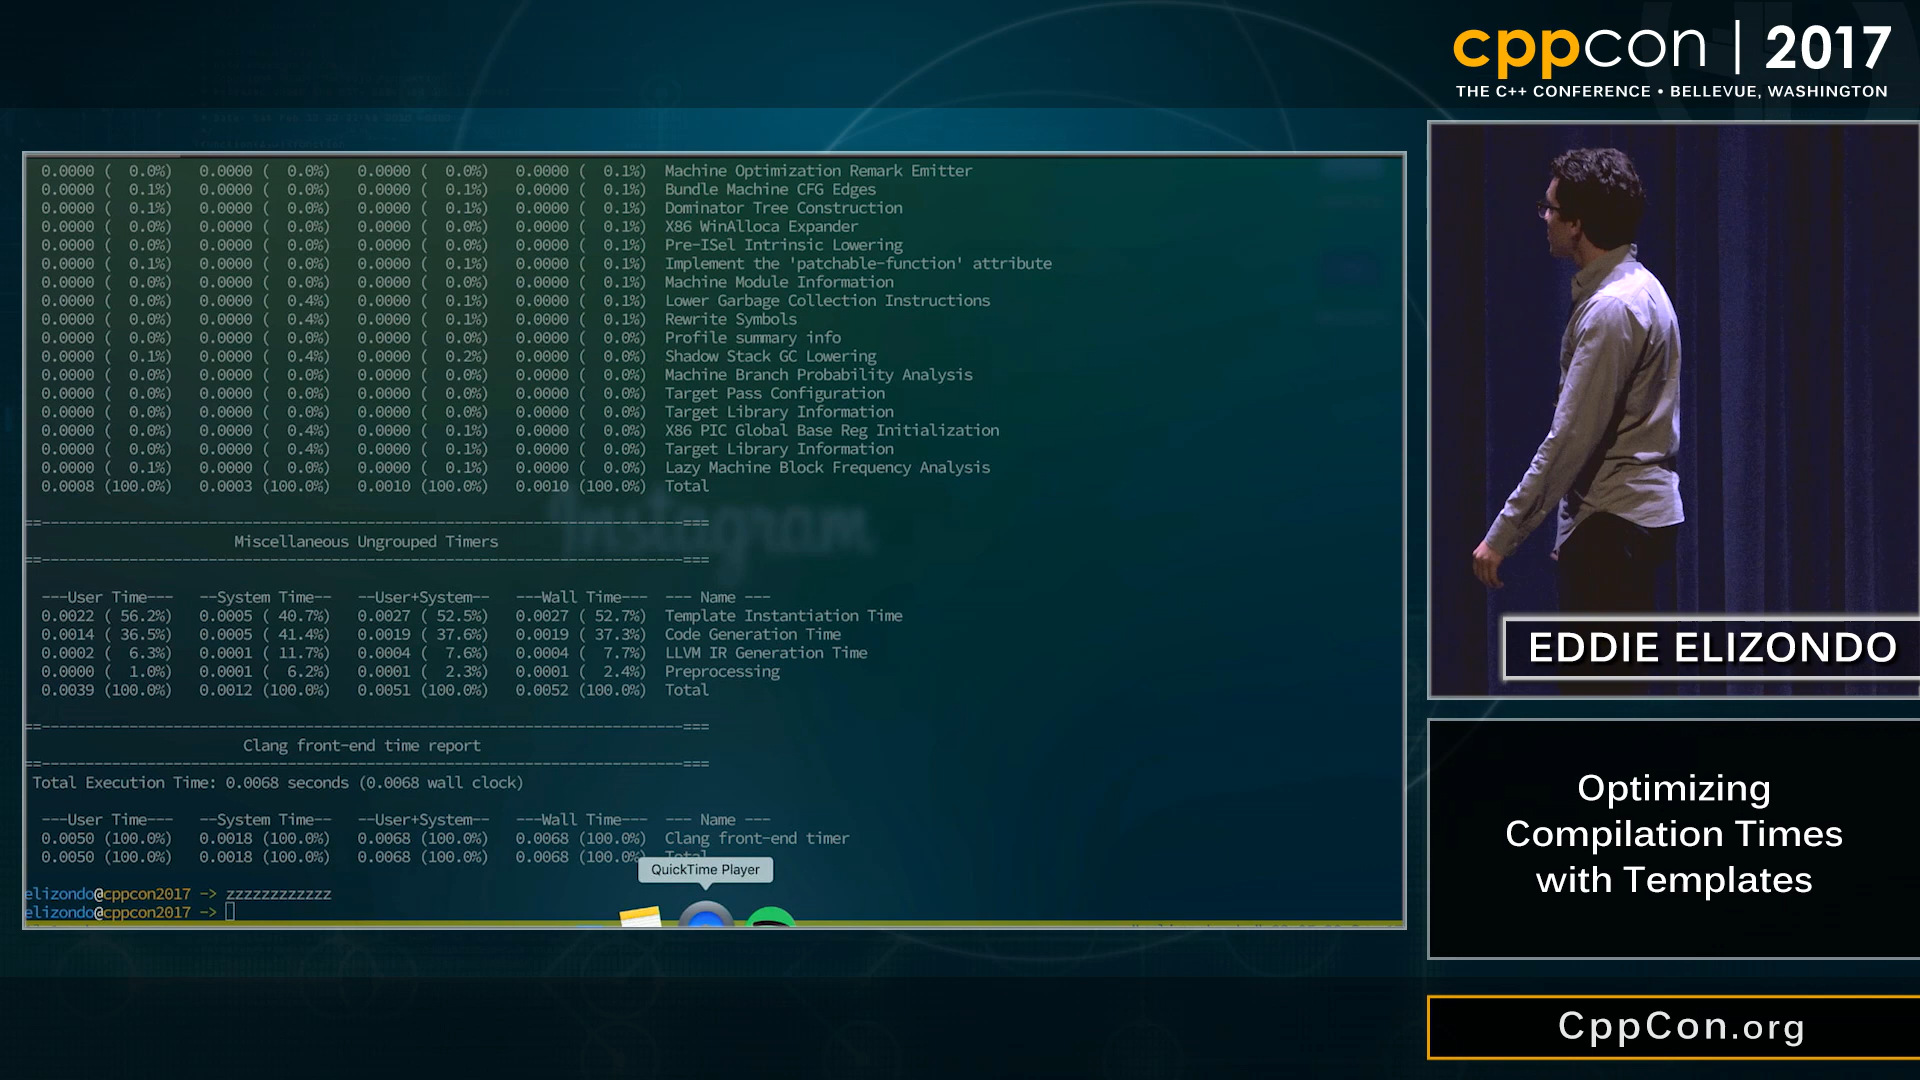 cppcon | 2017
THE C++ CONFERENCE • BELLEVUE, WASHINGTON
0.0000 ( 0.0%) 0.0000 ( 0.0%) 0.0000 ( 0.0%) 0.0000 ( 0.1%) Machine Optimization Remark Emitter
0.0000 ( 0.1%) 0.0000 ( 0.0%) 0.0000 ( 0.1%) 0.0000 ( 0.1%) Bundle Machine CFG Edges
0.0000 ( 0.1%) 0.0000 ( 0.0%) 0.0000 ( 0.1%) 0.0000 ( 0.1%) Dominator Tree Construction
0.0000 ( 0.0%) 0.0000 ( 0.0%) 0.0000 ( 0.0%) 0.0000 ( 0.1%) X86 WinAlloca Expander
0.0000 ( 0.0%) 0.0000 ( 0.0%) 0.0000 ( 0.0%) 0.0000 ( 0.1%) Pre-ISel Intrinsic Lowering
0.0000 ( 0.1%) 0.0000 ( 0.0%) 0.0000 ( 0.1%) 0.0000 ( 0.1%) Implement the 'patchable-function' attribute
0.0000 ( 0.0%) 0.0000 ( 0.0%) 0.0000 ( 0.0%) 0.0000 ( 0.1%) Machine Module Information
0.0000 ( 0.0%) 0.0000 ( 0.4%) 0.0000 ( 0.1%) 0.0000 ( 0.1%) Lower Garbage Collection Instructions
0.0000 ( 0.0%) 0.0000 ( 0.4%) 0.0000 ( 0.1%) 0.0000 ( 0.1%) Rewrite Symbols
0.0000 ( 0.0%) 0.0000 ( 0.0%) 0.0000 ( 0.0%) 0.0000 ( 0.0%) Profile summary info
0.0000 ( 0.1%) 0.0000 ( 0.4%) 0.0000 ( 0.2%) 0.0000 ( 0.0%) Shadow Stack GC Lowering
0.0000 ( 0.0%) 0.0000 ( 0.0%) 0.0000 ( 0.0%) 0.0000 ( 0.0%) Machine Branch Probability Analysis
0.0000 ( 0.0%) 0.0000 ( 0.0%) 0.0000 ( 0.0%) 0.0000 ( 0.0%) Target Pass Configuration
0.0000 ( 0.0%) 0.0000 ( 0.0%) 0.0000 ( 0.0%) 0.0000 ( 0.0%) Target Library Information
0.0000 ( 0.0%) 0.0000 ( 0.4%) 0.0000 ( 0.1%) 0.0000 ( 0.0%) X86 PIC Global Base Reg Initialization
0.0000 ( 0.0%) 0.0000 ( 0.4%) 0.0000 ( 0.1%) 0.0000 ( 0.0%) Target Library Information
0.0000 ( 0.1%) 0.0000 ( 0.0%) 0.0000 ( 0.1%) 0.0000 ( 0.0%) Lazy Machine Block Frequency Analysis
0.0008 (100.0%) 0.0003 (100.0%) 0.0010 (100.0%) 0.0010 (100.0%) Total
Instagram
Miscellaneous Ungrouped Timers
---User Time--- --System Time-- --User+System-- ---Wall Time--- --- Name ---
0.0022 ( 56.2%) 0.0005 ( 40.7%) 0.0027 ( 52.5%) 0.0027 ( 52.7%) Template Instantiation Time
0.0014 ( 36.5%) 0.0005 ( 41.4%) 0.0019 ( 37.6%) 0.0019 ( 37.3%) Code Generation Time
0.0002 ( 6.3%) 0.0001 ( 11.7%) 0.0004 ( 7.6%) 0.0004 ( 7.7%) LLVM IR Generation Time
0.0000 ( 1.0%) 0.0001 ( 6.2%) 0.0001 ( 2.3%) 0.0001 ( 2.4%) Preprocessing
0.0039 (100.0%) 0.0012 (100.0%) 0.0051 (100.0%) 0.0052 (100.0%) Total
Clang front-end time report
Total Execution Time: 0.0068 seconds (0.0068 wall clock)
---User Time--- --System Time-- --User+System-- ---Wall Time--- --- Name ---
0.0050 (100.0%) 0.0018 (100.0%) 0.0068 (100.0%) 0.0068 (100.0%) Clang front-end timer
0.0050 (100.0%) 0.0018 (100.0%) 0.0068 (100.0%) 0.0068 (100.0%) Total
QuickTime Player
elizondo@cppcon2017 -> zzzzzzzzzzzz
elizondo@cppcon2017 ->
EDDIE ELIZONDO
Optimizing
Compilation Times
with Templates
CppCon.org